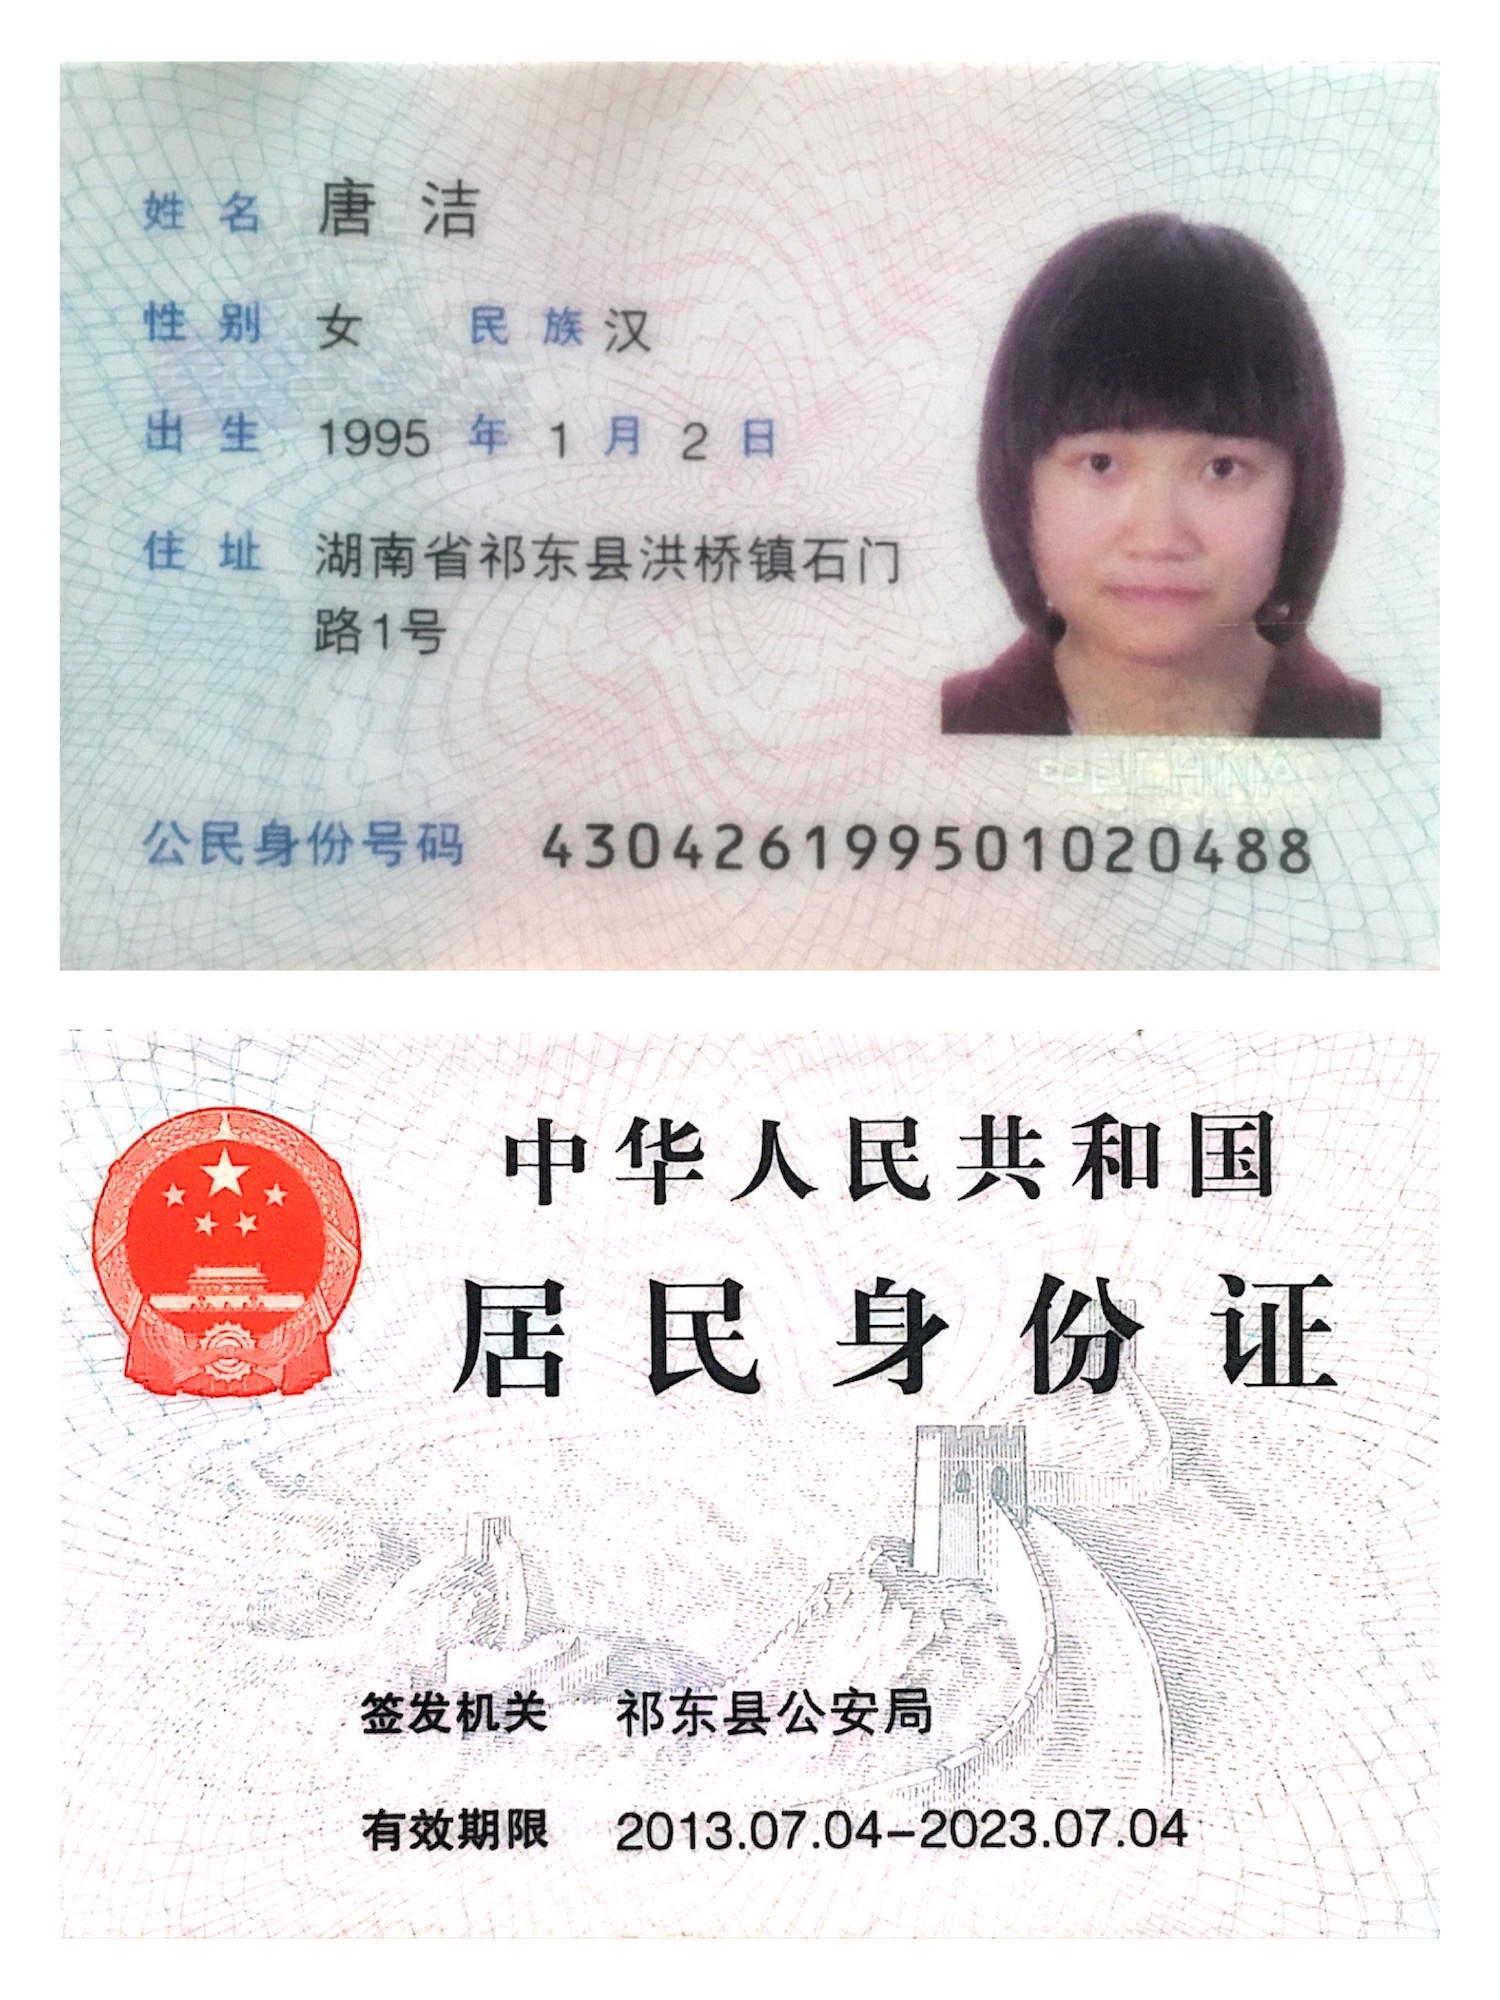 姓名 唐洁
性别 女 民族 汉
出生 1995 年 1 月 2 日
住址 湖南省祁东县洪桥镇石门
路1号
中国CHINA
公民身份号码 430426199501020488
中华人民共和国
居民身份证
签发机关 祁东县公安局
有效期限 2013.07.04-2023.07.04